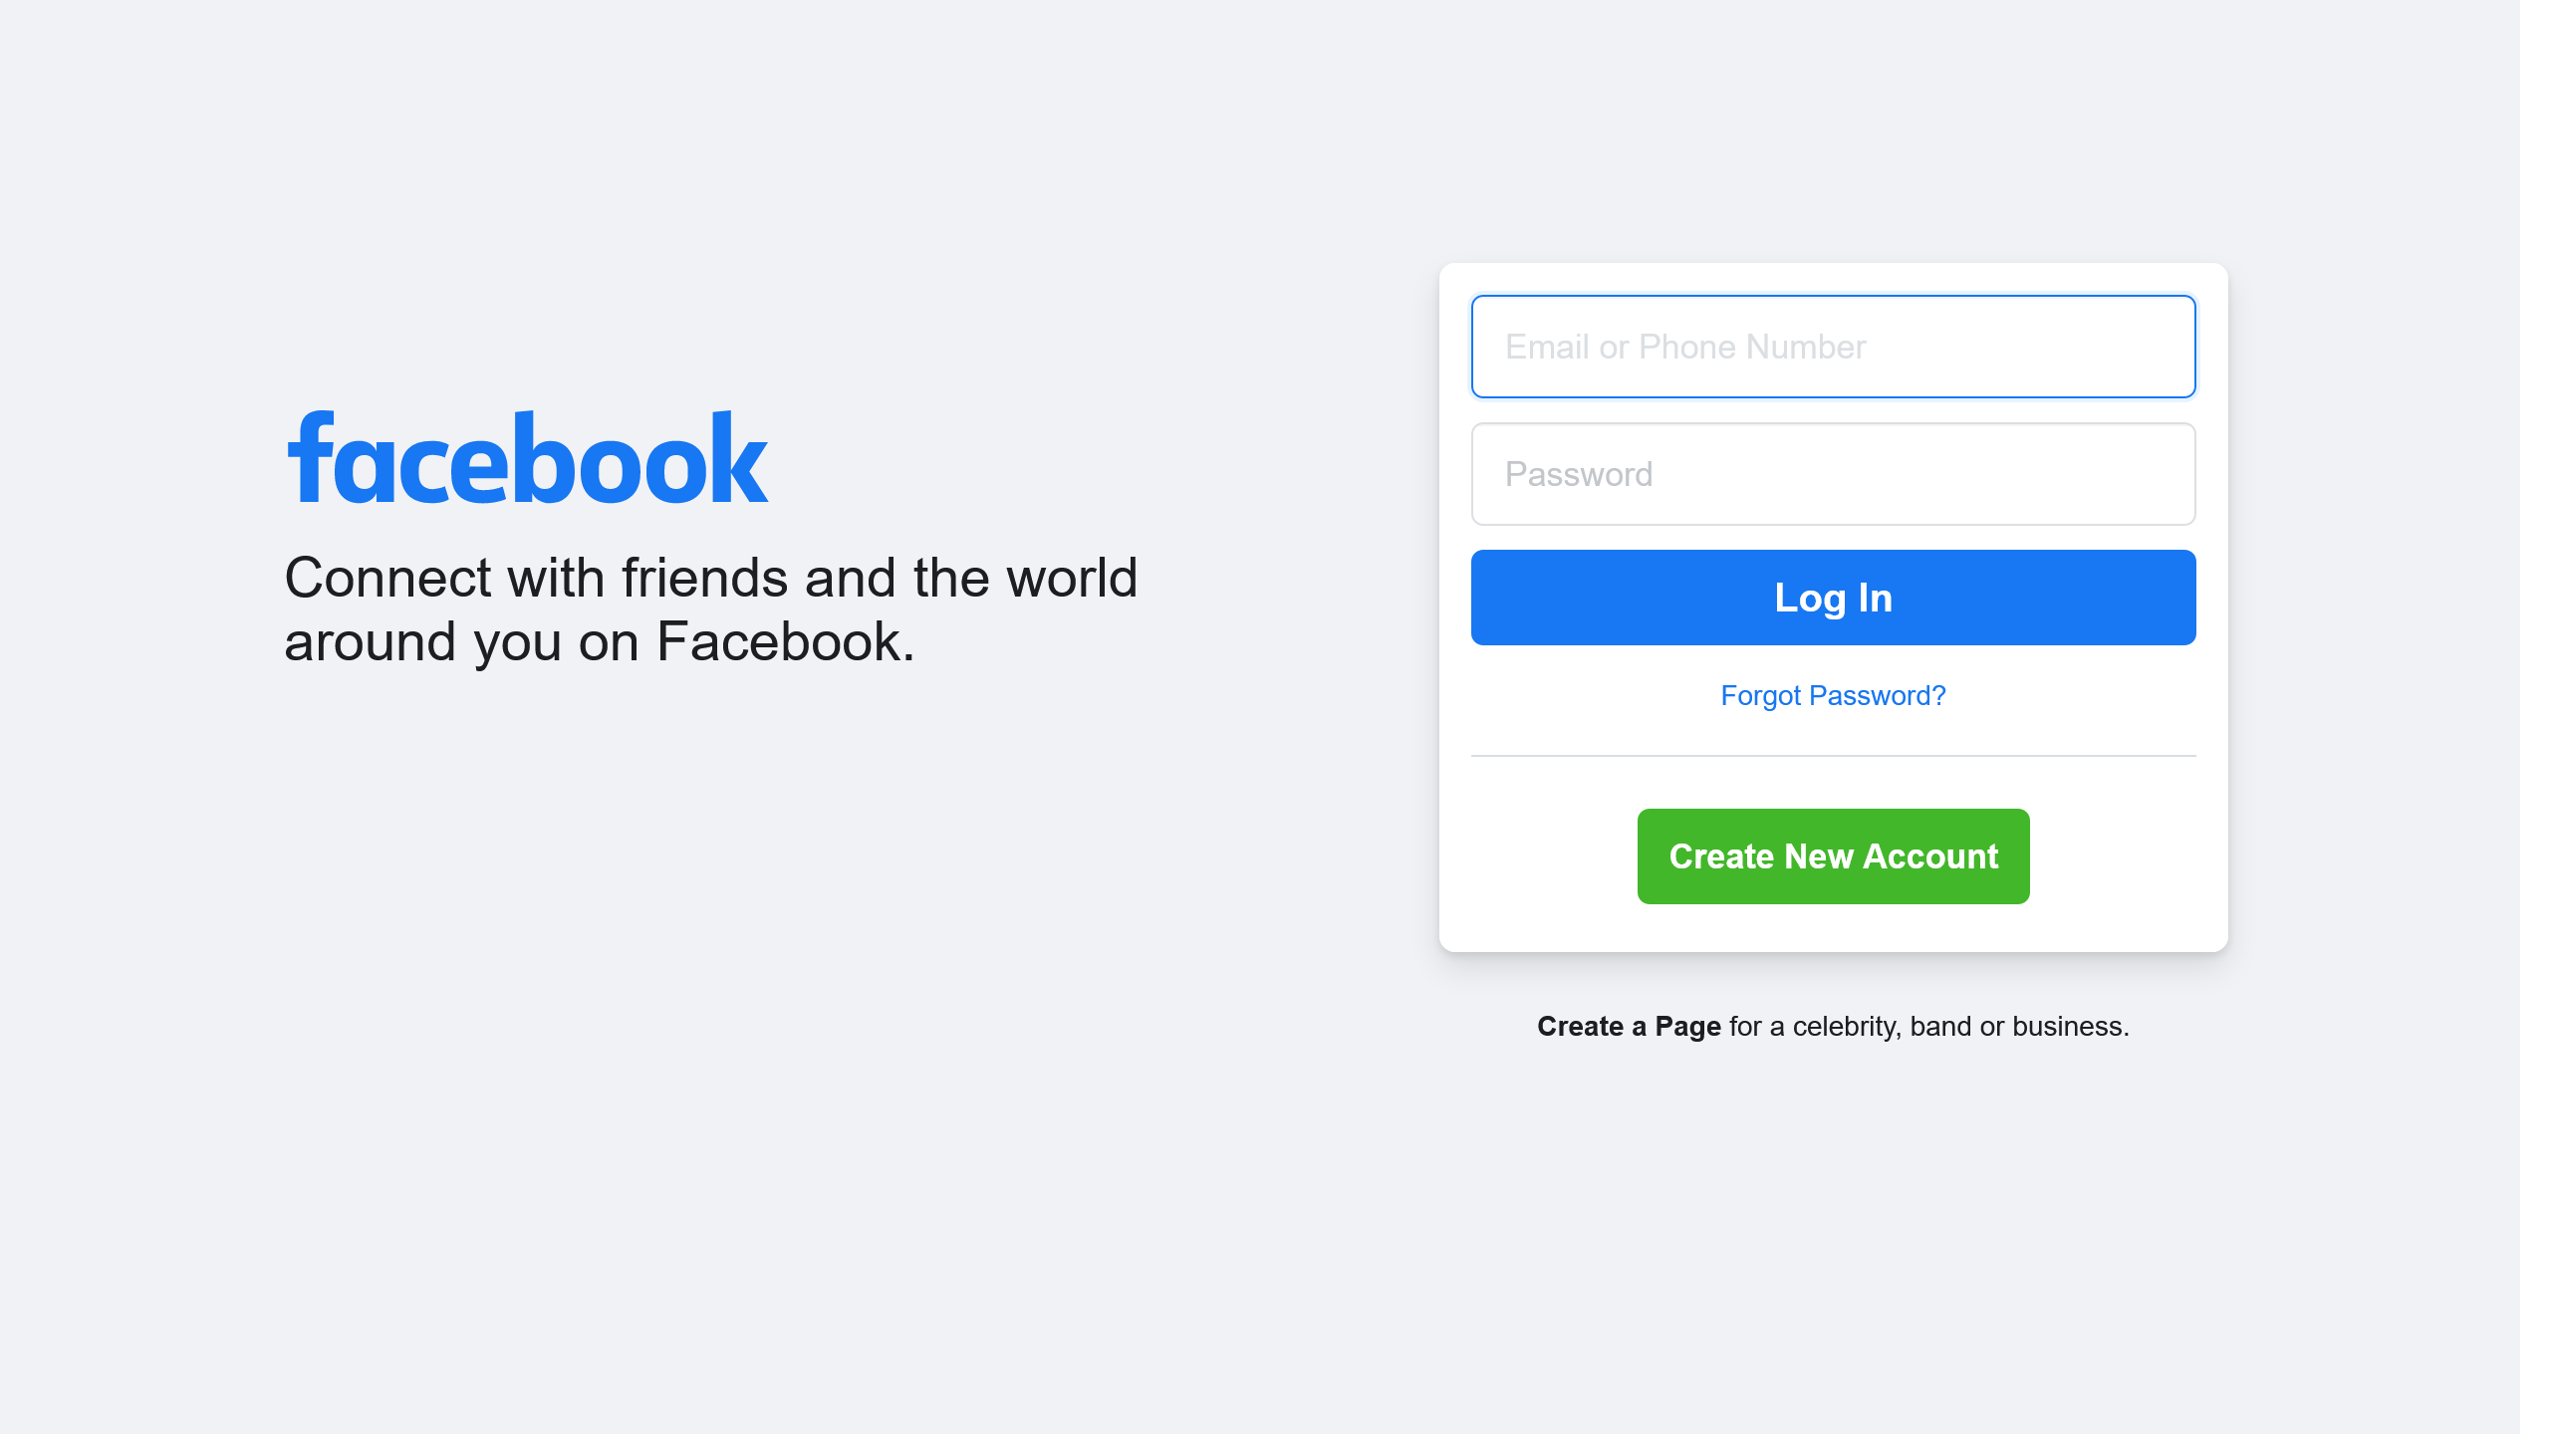 facebook
Connect with friends and the world
around you on Facebook.
Email or Phone Number
Password
Log In
Forgot Password?
Create New Account
Create a Page for a celebrity, band or business.